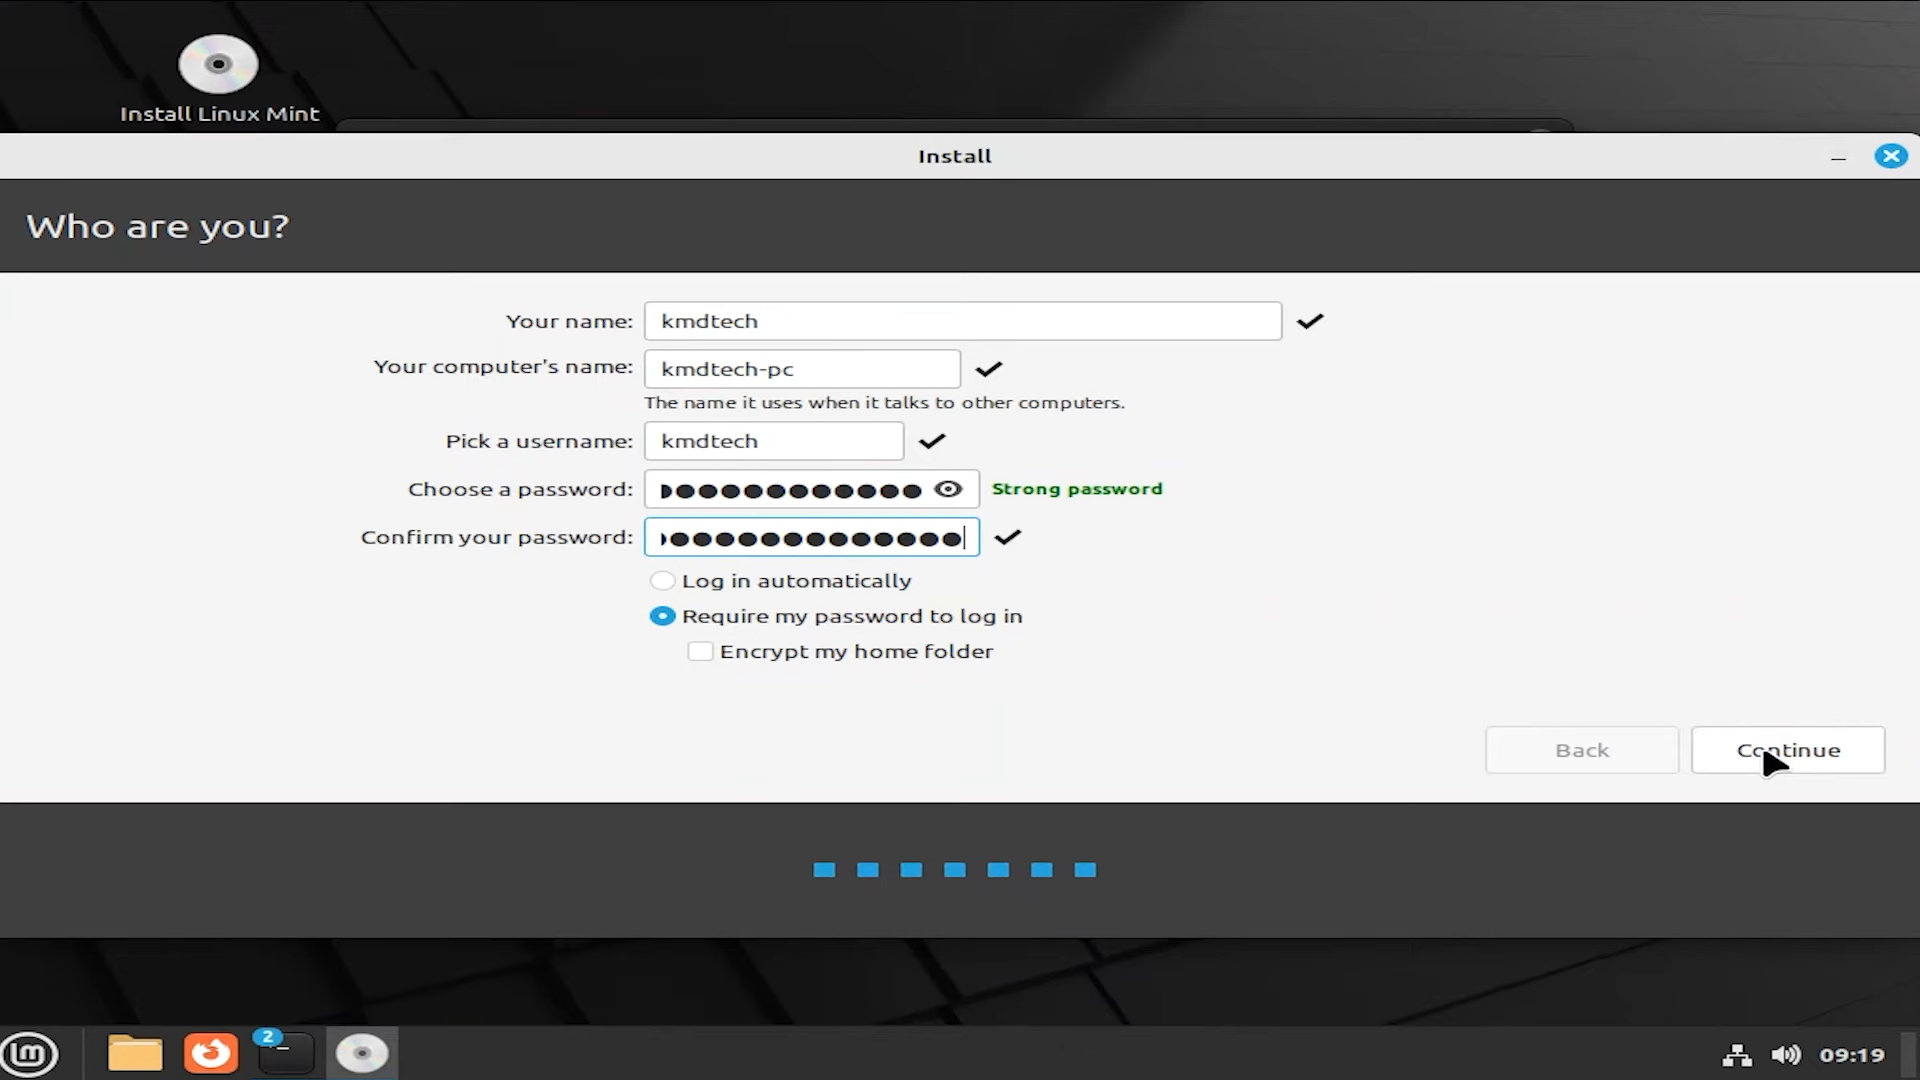 Install Linux Mint
Install
Who are you?
Your name: kmdtech
Your computer's name: kmdtech-pc
The name it uses when it talks to other computers.
Pick a username: kmdtech
Choose a password: Strong password
Confirm your password:
Log in automatically
Require my password to log in
Encrypt my home folder
Back Continue
2
09:19